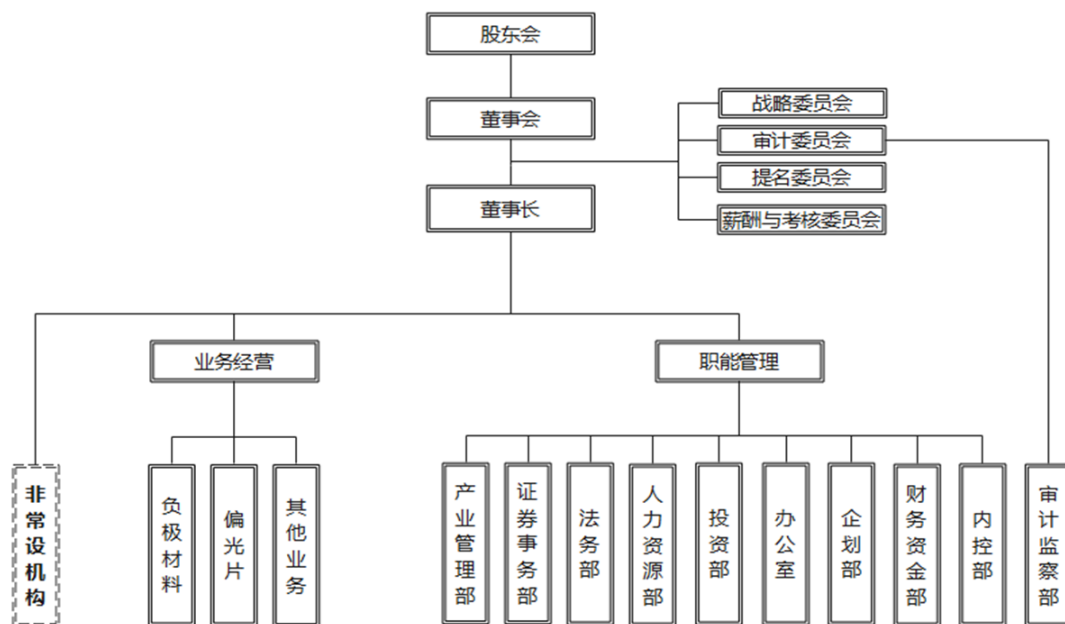 股东会
董事会
战略委员会
审计委员会
提名委员会
董事长
薪酬与考核委员会
业务经营
职能管理
非常设机构
负极材料
偏光片
其他业务
产业管理部
证券事务部
法务部
人力资源部
投资部
办公室
企划部
财务资金部
内控部
审计监察部